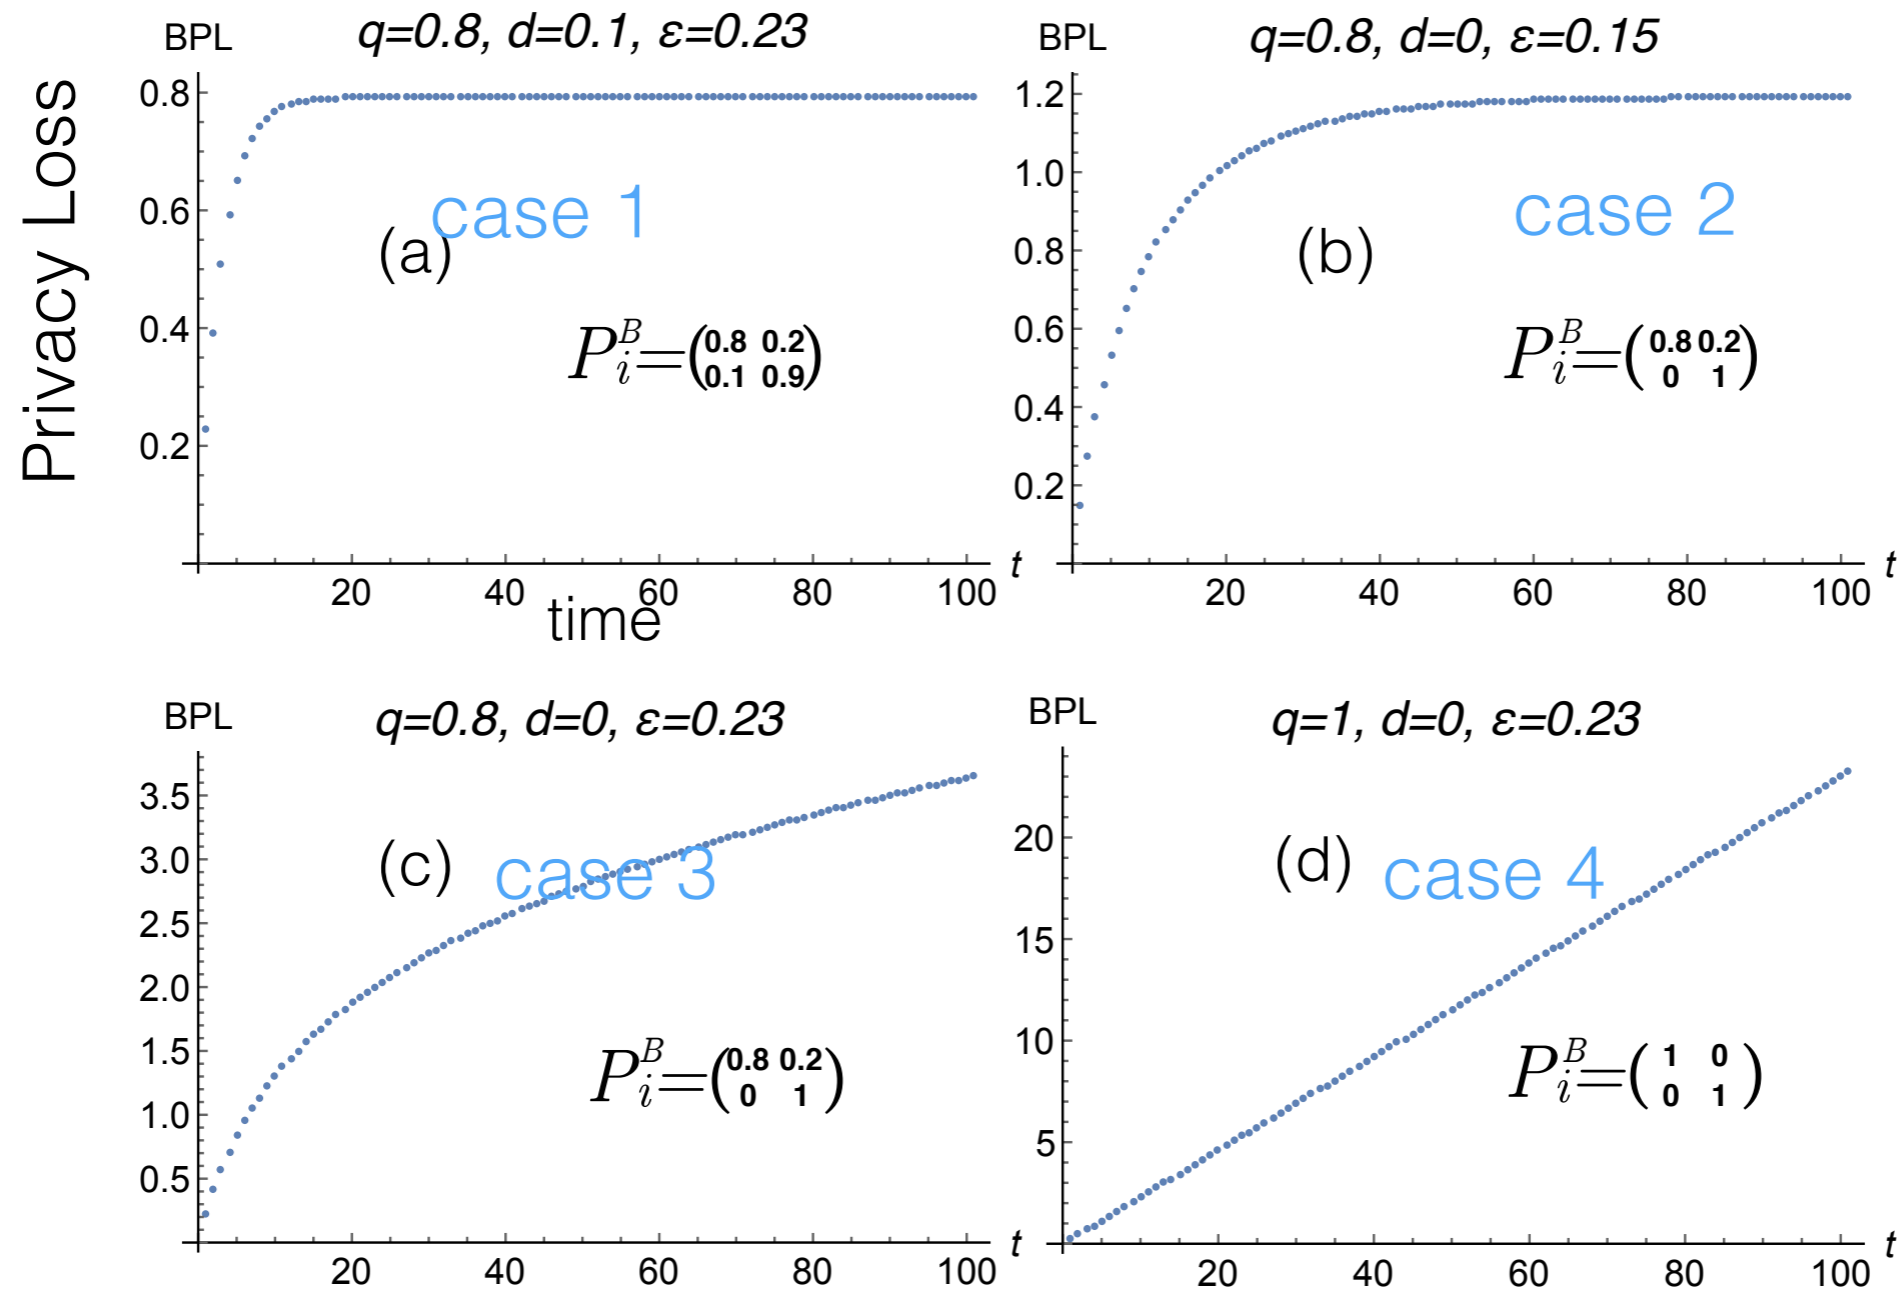 Privacy Loss
BPL
q=0.8, d=0.1, ε=0.23
0.8
0.6
0.4
0.2
case 1
(a)
P_i^B=(0.8 0.2
0.1 0.9)
20 40 60 80 100 t
time
BPL
q=0.8, d=0, ε=0.15
1.2
1.0
0.8
0.6
0.4
0.2
case 2
(b)
P_i^B=(0.8 0.2
0 1)
20 40 60 80 100 t
BPL
q=0.8, d=0, ε=0.23
3.5
3.0
2.5
2.0
1.5
1.0
0.5
(c) case 3
P_i^B=(0.8 0.2
0 1)
20 40 60 80 100 t
BPL
q=1, d=0, ε=0.23
20
15
10
5
(d) case 4
P_i^B=(1 0
0 1)
20 40 60 80 100 t